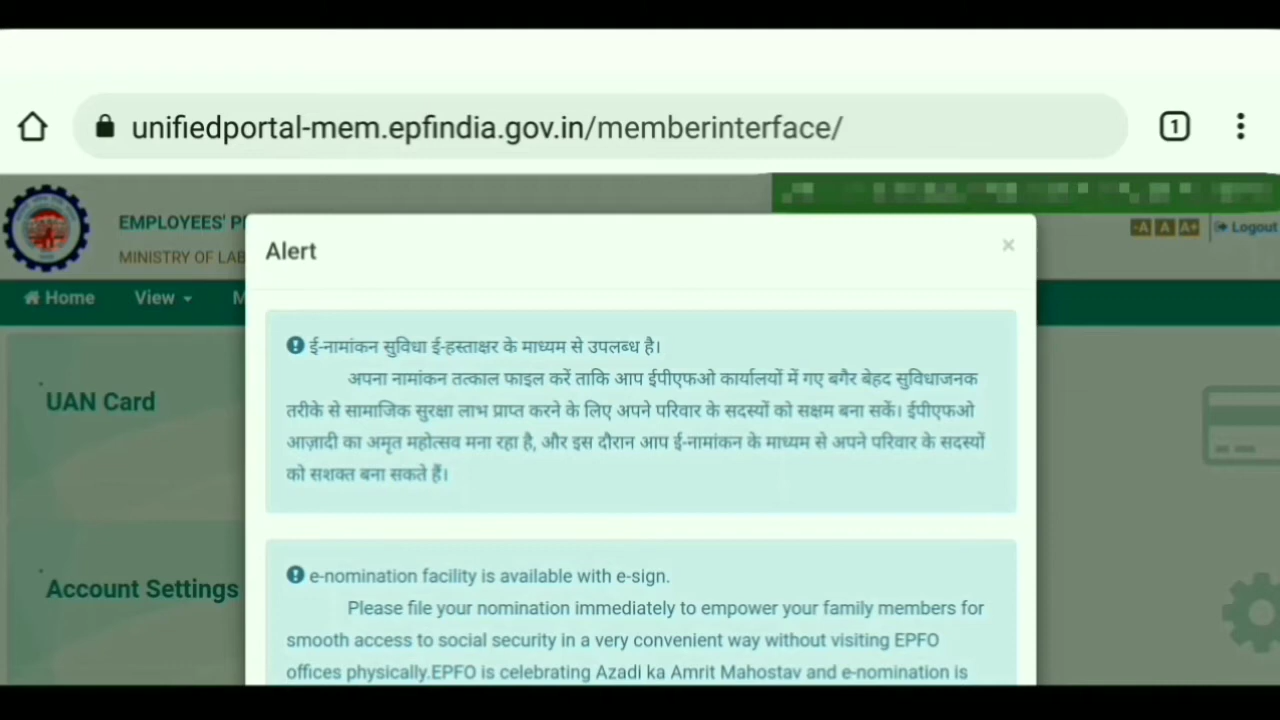 unifiedportal-mem.epfindia.gov.in/memberinterface/
1
EMPLOYEES' P
MINISTRY OF LAB
-A A A+
Logout
Home View M
Alert
×
ई-नामांकन सुविधा ई-हस्ताक्षर के माध्यम से उपलब्ध है।
अपना नामांकन तत्काल फाइल करें ताकि आप ईपीएफओ कार्यालयों में गए बगैर बेहद सुविधाजनक
तरीके से सामाजिक सुरक्षा लाभ प्राप्त करने के लिए अपने परिवार के सदस्यों को सक्षम बना सकें। ईपीएफओ
आज़ादी का अमृत महोत्सव मना रहा है, और इस दौरान आप ई-नामांकन के माध्यम से अपने परिवार के सदस्यों
को सशक्त बना सकते हैं।
UAN Card
e-nomination facility is available with e-sign.
Please file your nomination immediately to empower your family members for
smooth access to social security in a very convenient way without visiting EPFO
offices physically.EPFO is celebrating Azadi ka Amrit Mahostav and e-nomination is
Account Settings